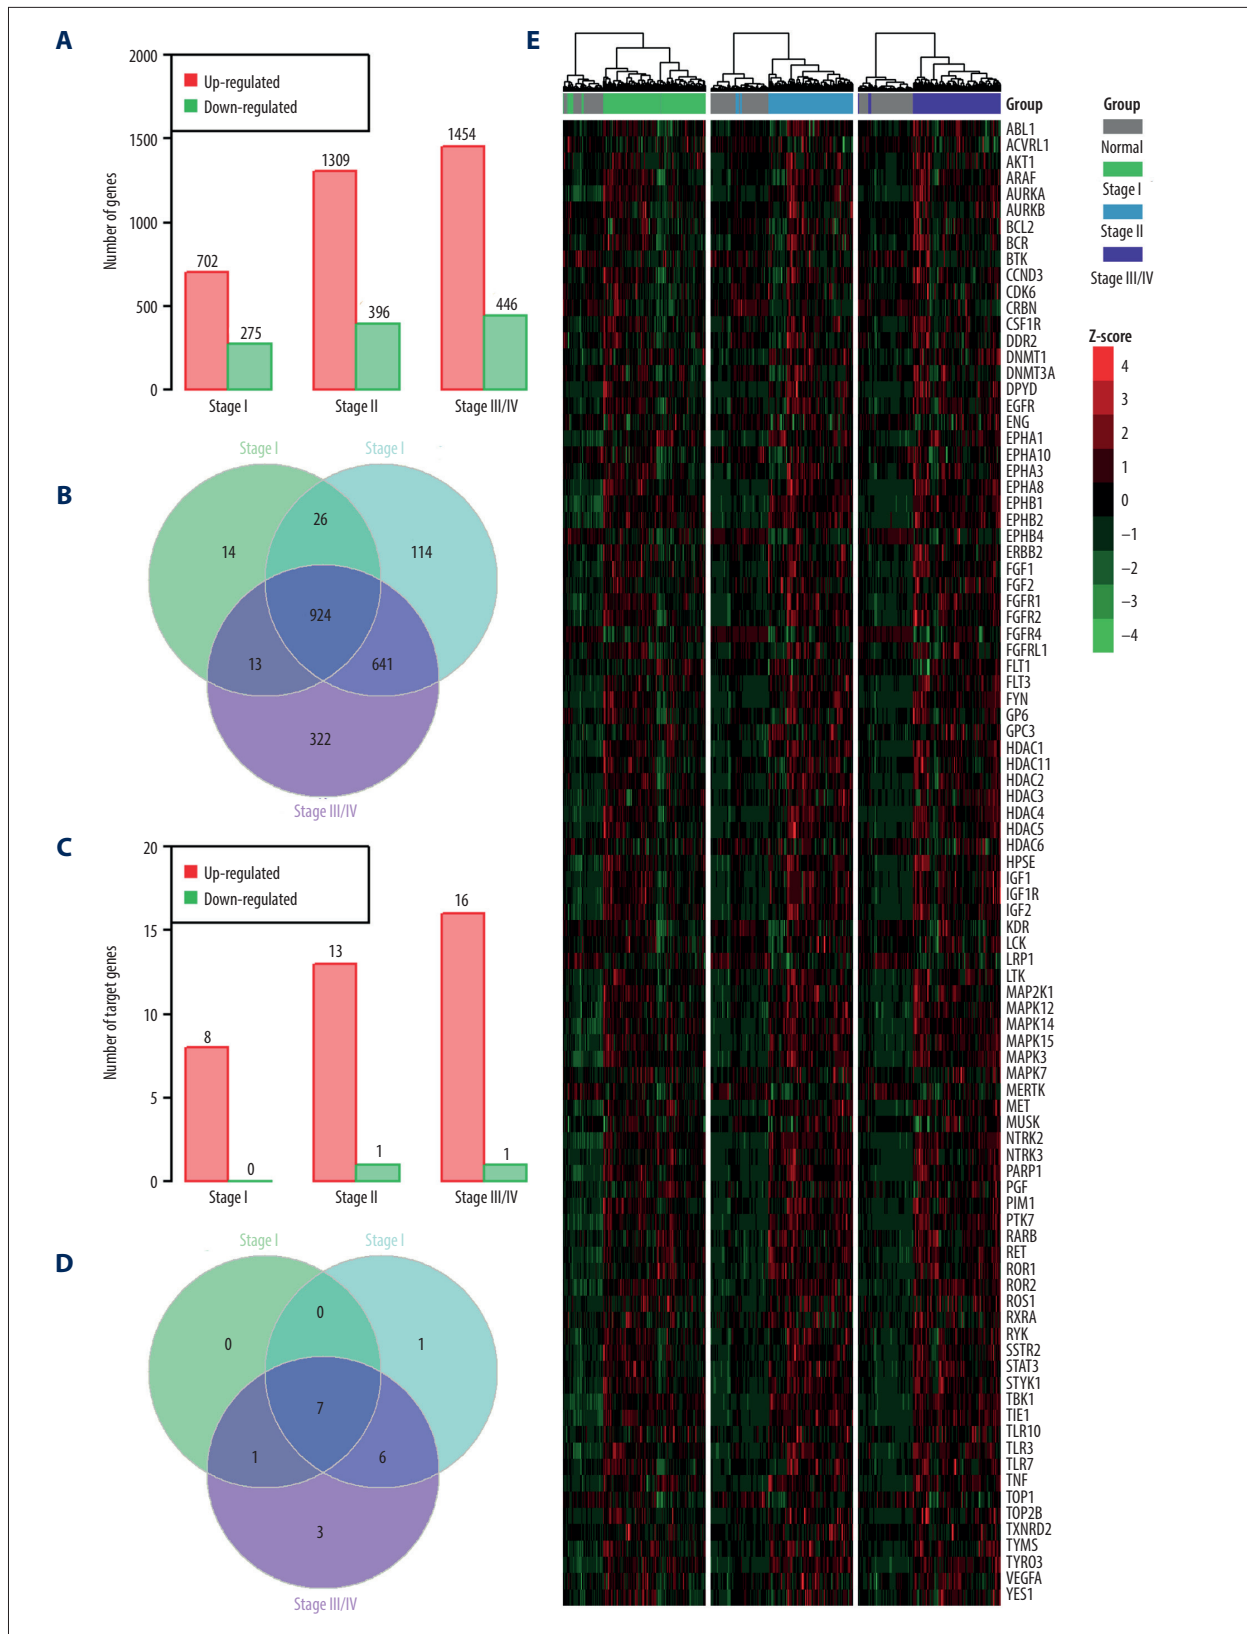 A
2000
1500
1000
500
0
Number of genes
Up-regulated
Down-regulated
702
275
1309
396
1454
446
Stage I
Stage II
Stage III/IV
B
Stage I
Stage I
26
14
114
924
13
641
322
Stage III/IV
C
20
15
10
5
0
Number of target genes
Up-regulated
Down-regulated
8
0
13
1
16
1
Stage I
Stage II
Stage III/IV
D
Stage I
Stage I
0
0
1
7
1
6
3
Stage III/IV
E
Group
ABL1
ACVRL1
AKT1
ARAF
AURKA
AURKB
BCL2
BCR
BTK
CCND3
CDK6
CRBN
CSF1R
DDR2
DNMT1
DNMT3A
DPYD
EGFR
ENG
EPHA1
EPHA10
EPHA3
EPHA8
EPHB1
EPHB2
EPHB4
ERBB2
FGF1
FGF2
FGFR1
FGFR2
FGFR4
FGFRL1
FLT1
FLT3
FYN
GP6
GPC3
HDAC1
HDAC11
HDAC2
HDAC3
HDAC4
HDAC5
HDAC6
HPSE
IGF1
IGF1R
IGF2
KDR
LCK
LRP1
LTK
MAP2K1
MAPK12
MAPK14
MAPK15
MAPK3
MAPK7
MERTK
MET
MUSK
NTRK2
NTRK3
PARP1
PGF
PIM1
PTK7
RARB
RET
ROR1
ROR2
ROS1
RXRA
RYK
SSTR2
STAT3
STYK1
TBK1
TIE1
TLR10
TLR3
TLR7
TNF
TOP1
TOP2B
TXNRD2
TYMS
TYRO3
VEGFA
YES1
Group
Normal
Stage I
Stage II
Stage III/IV
Z-score
4
3
2
1
0
−1
−2
−3
−4